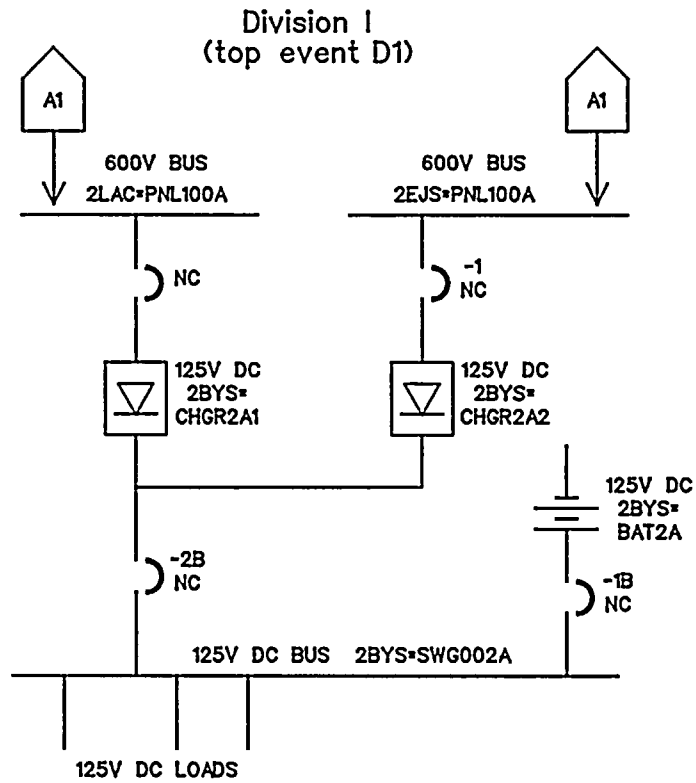 Division I
(top event D1)
A1
A1
600V BUS
2LAC*PNL100A
600V BUS
2EJS*PNL100A
NC
-1
NC
125V DC
2BYS*
CHGR2A1
125V DC
2BYS*
CHGR2A2
125V DC
2BYS*
BAT2A
-2B
NC
-1B
NC
125V DC BUS 2BYS*SWG002A
125V DC LOADS